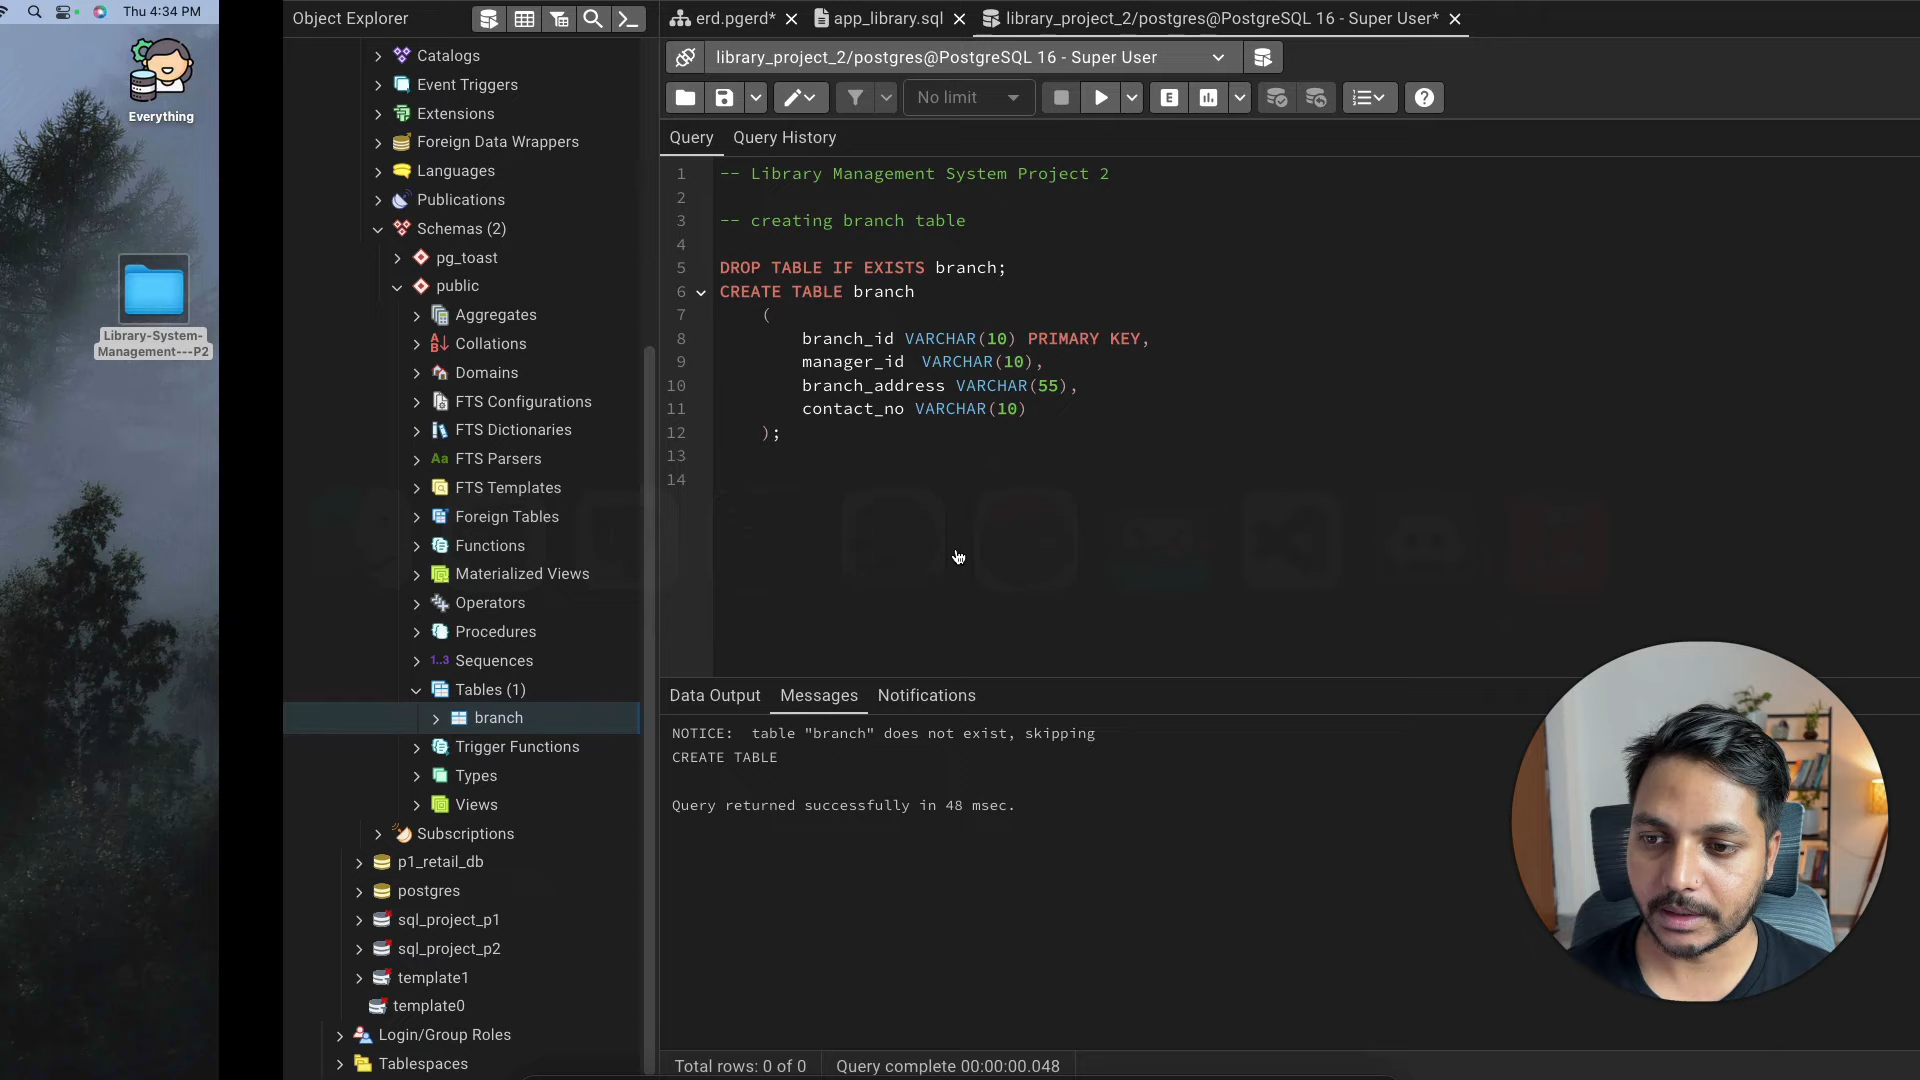 Thu 4:34 PM
Everything
Library-System-
Management---P2
Object Explorer
Catalogs
Event Triggers
Extensions
Foreign Data Wrappers
Languages
Publications
Schemas (2)
pg_toast
public
Aggregates
Collations
Domains
FTS Configurations
FTS Dictionaries
Aa FTS Parsers
FTS Templates
Foreign Tables
Functions
Materialized Views
Operators
Procedures
1..3 Sequences
Tables (1)
branch
Trigger Functions
Types
Views
Subscriptions
p1_retail_db
postgres
sql_project_p1
sql_project_p2
template1
template0
Login/Group Roles
Tablespaces
erd.pgerd*
app_library.sql
library_project_2/postgres@PostgreSQL 16 - Super User*
library_project_2/postgres@PostgreSQL 16 - Super User
No limit
E
Query Query History
1 -- Library Management System Project 2
2
3 -- creating branch table
4
5 DROP TABLE IF EXISTS branch;
6 CREATE TABLE branch
7 (
8 branch_id VARCHAR(10) PRIMARY KEY,
9 manager_id VARCHAR(10),
10 branch_address VARCHAR(55),
11 contact_no VARCHAR(10)
12 );
13
14
Data Output Messages Notifications
NOTICE: table "branch" does not exist, skipping
CREATE TABLE
Query returned successfully in 48 msec.
Total rows: 0 of 0 Query complete 00:00:00.048